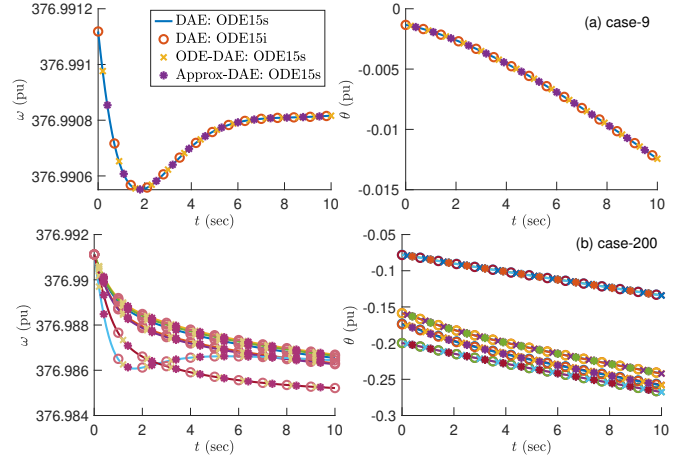 376.9912
376.991
376.9908
376.9906
ω (pu)
0 2 4 6 8 10
t (sec)
DAE: ODE15s
DAE: ODE15i
ODE-DAE: ODE15s
Approx-DAE: ODE15s
(a) case-9
0
-0.005
-0.01
-0.015
θ (pu)
0 2 4 6 8 10
t (sec)
376.992
376.99
376.988
376.986
376.984
ω (pu)
0 2 4 6 8 10
t (sec)
(b) case-200
-0.05
-0.1
-0.15
-0.2
-0.25
-0.3
θ (pu)
0 2 4 6 8 10
t (sec)